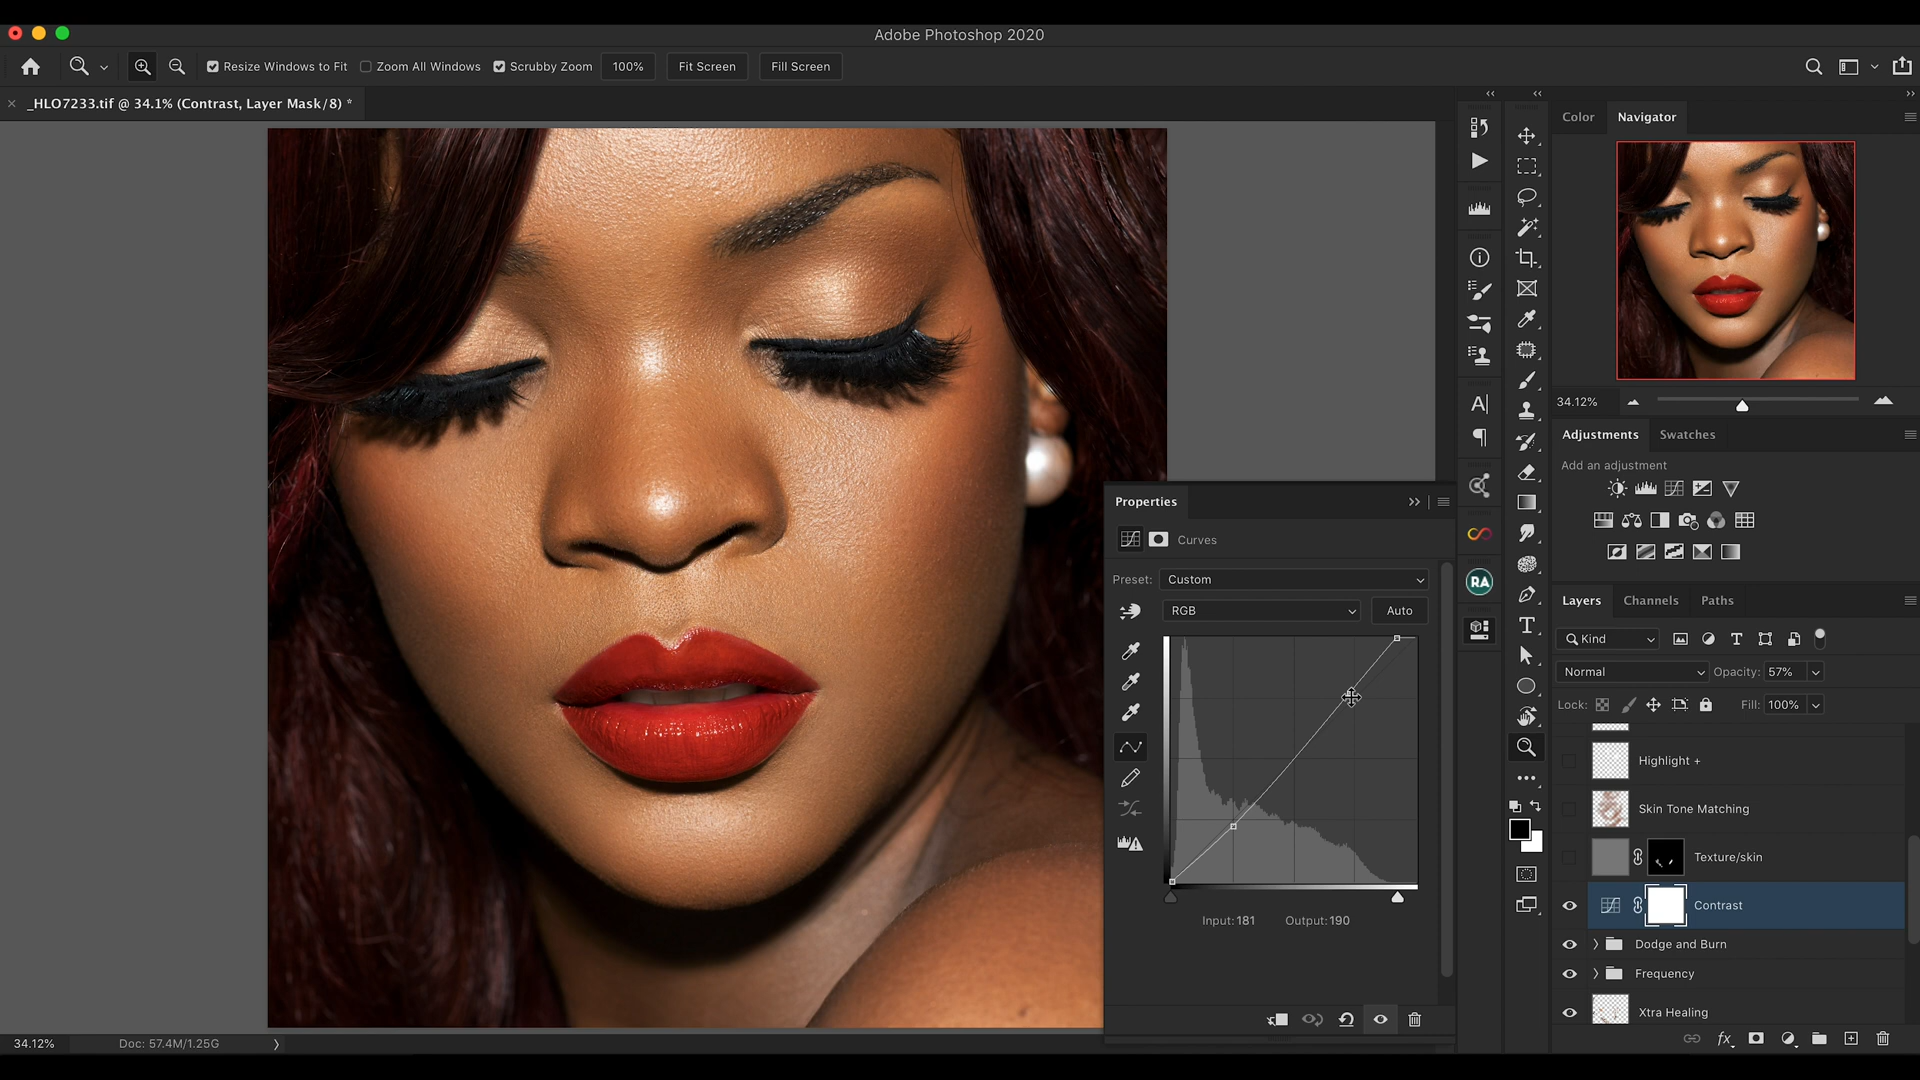 Adobe Photoshop 2020
Resize Windows to Fit Zoom All Windows Scrubby Zoom 100% Fit Screen Fill Screen
_HLO7233.tif @ 34.1% (Contrast, Layer Mask/8) *
Color Navigator
34.12%
Adjustments Swatches
Add an adjustment
Properties
Curves
Preset: Custom
RGB Auto
Input: 181 Output: 190
A
RA
T
Layers Channels Paths
Kind
Normal Opacity: 57%
Lock: Fill: 100%
Highlight +
Skin Tone Matching
Texture/skin
Contrast
Dodge and Burn
Frequency
Xtra Healing
fx
34.12% Doc: 57.4M/1.25G